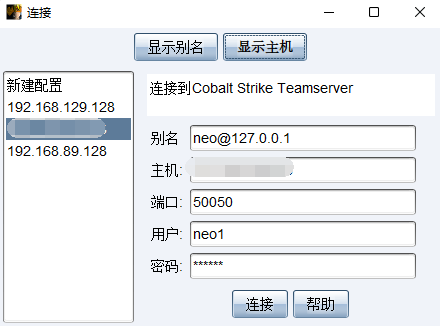 连接
显示别名 显示主机
新建配置
192.168.129.128
192.168.89.128
连接到Cobalt Strike Teamserver
别名 neo@127.0.0.1
主机:
端口: 50050
用户: neo1
密码: ******
连接 帮助